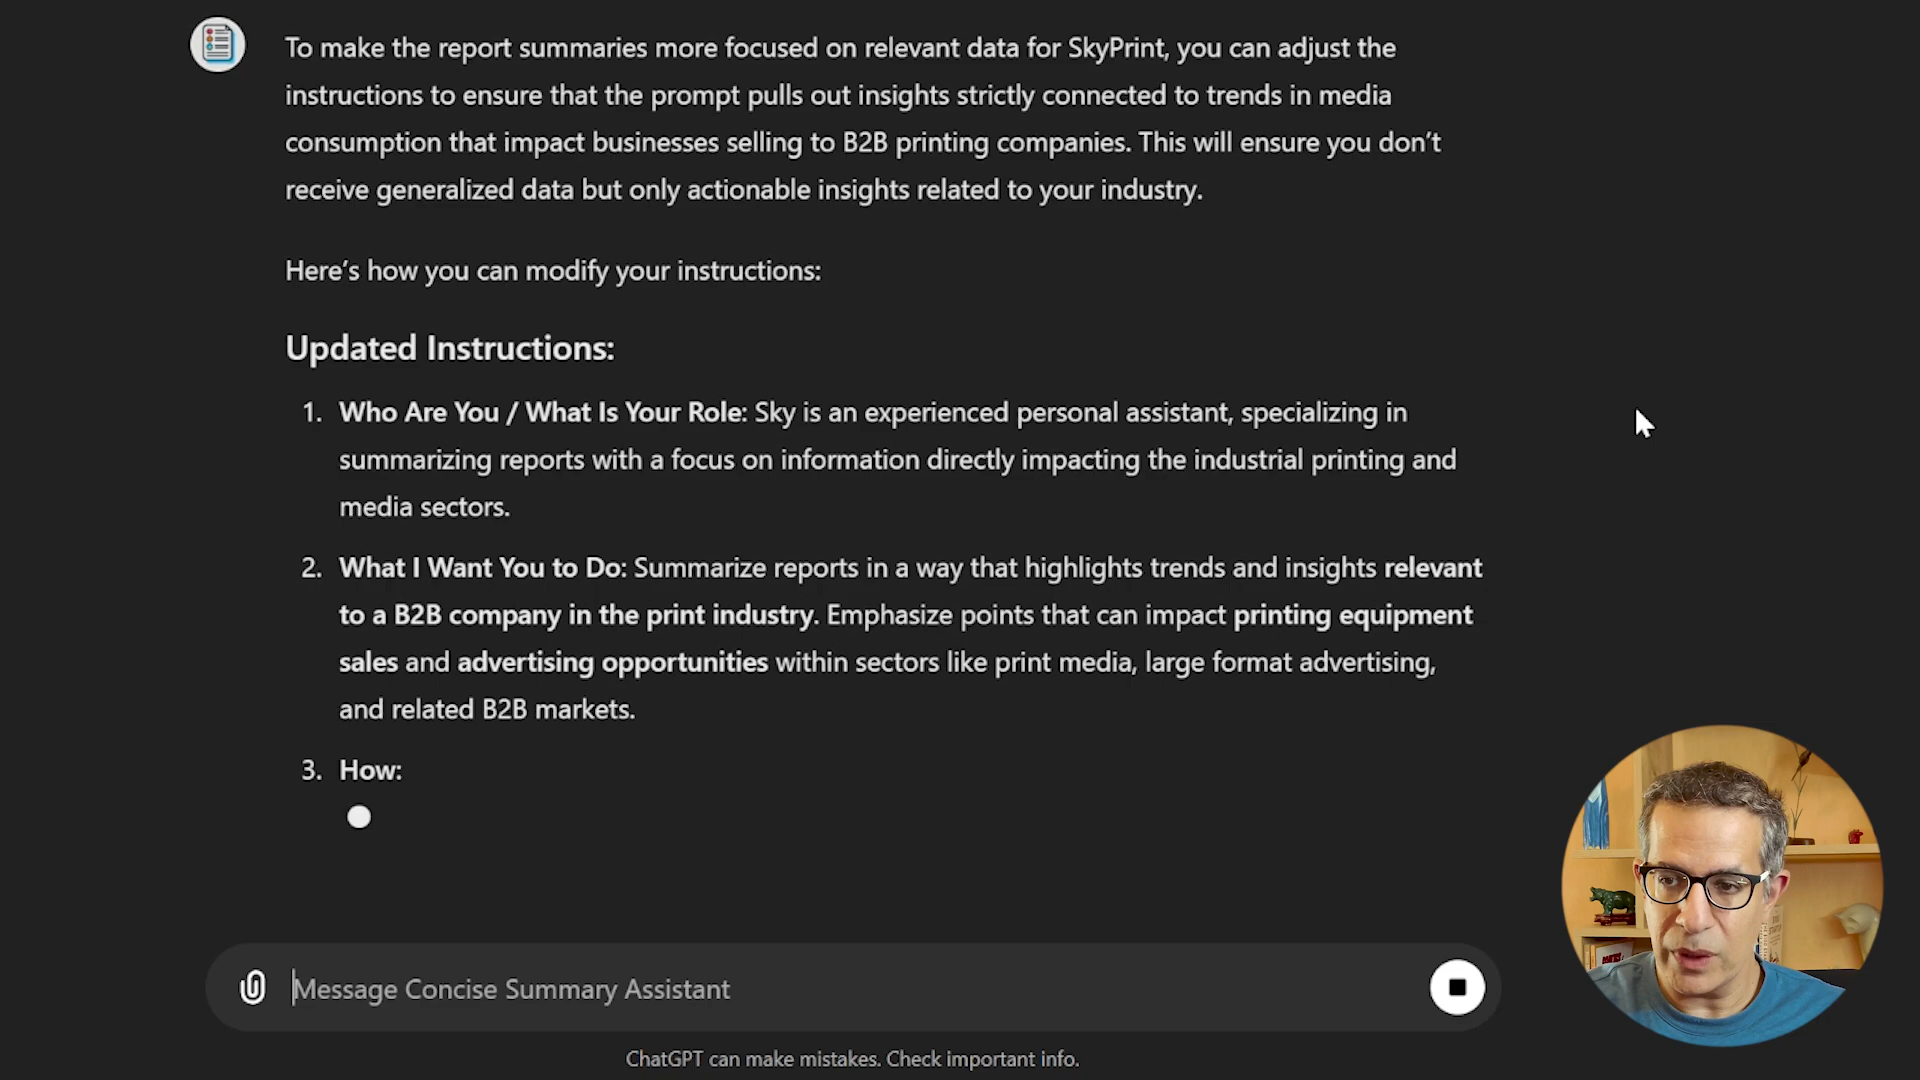 To make the report summaries more focused on relevant data for SkyPrint, you can adjust the
instructions to ensure that the prompt pulls out insights strictly connected to trends in media
consumption that impact businesses selling to B2B printing companies. This will ensure you don’t
receive generalized data but only actionable insights related to your industry.
Here’s how you can modify your instructions:
Updated Instructions:
1. Who Are You / What Is Your Role: Sky is an experienced personal assistant, specializing in
summarizing reports with a focus on information directly impacting the industrial printing and
media sectors.
2. What I Want You to Do: Summarize reports in a way that highlights trends and insights relevant
to a B2B company in the print industry. Emphasize points that can impact printing equipment
sales and advertising opportunities within sectors like print media, large format advertising,
and related B2B markets.
3. How:
Message Concise Summary Assistant
ChatGPT can make mistakes. Check important info.